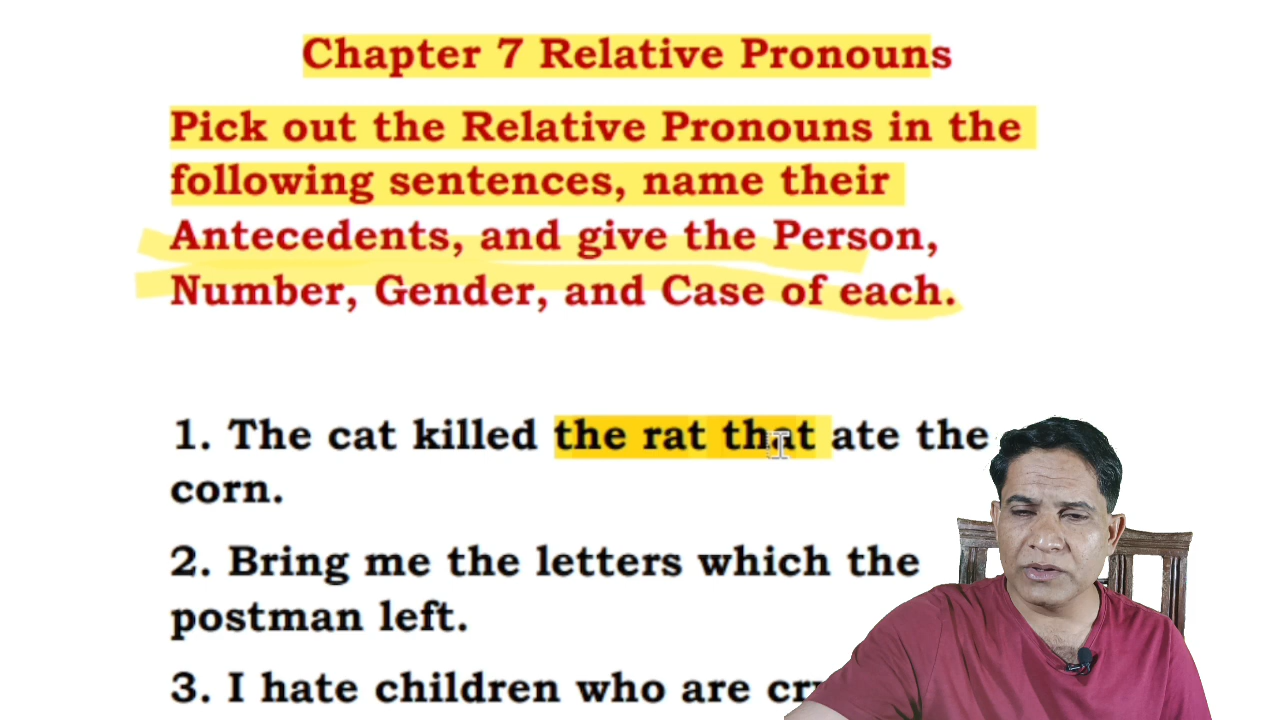 Chapter 7 Relative Pronouns
Pick out the Relative Pronouns in the
following sentences, name their
Antecedents, and give the Person,
Number, Gender, and Case of each.
1. The cat killed the rat that ate the
corn.
2. Bring me the letters which the
postman left.
3. I hate children who are